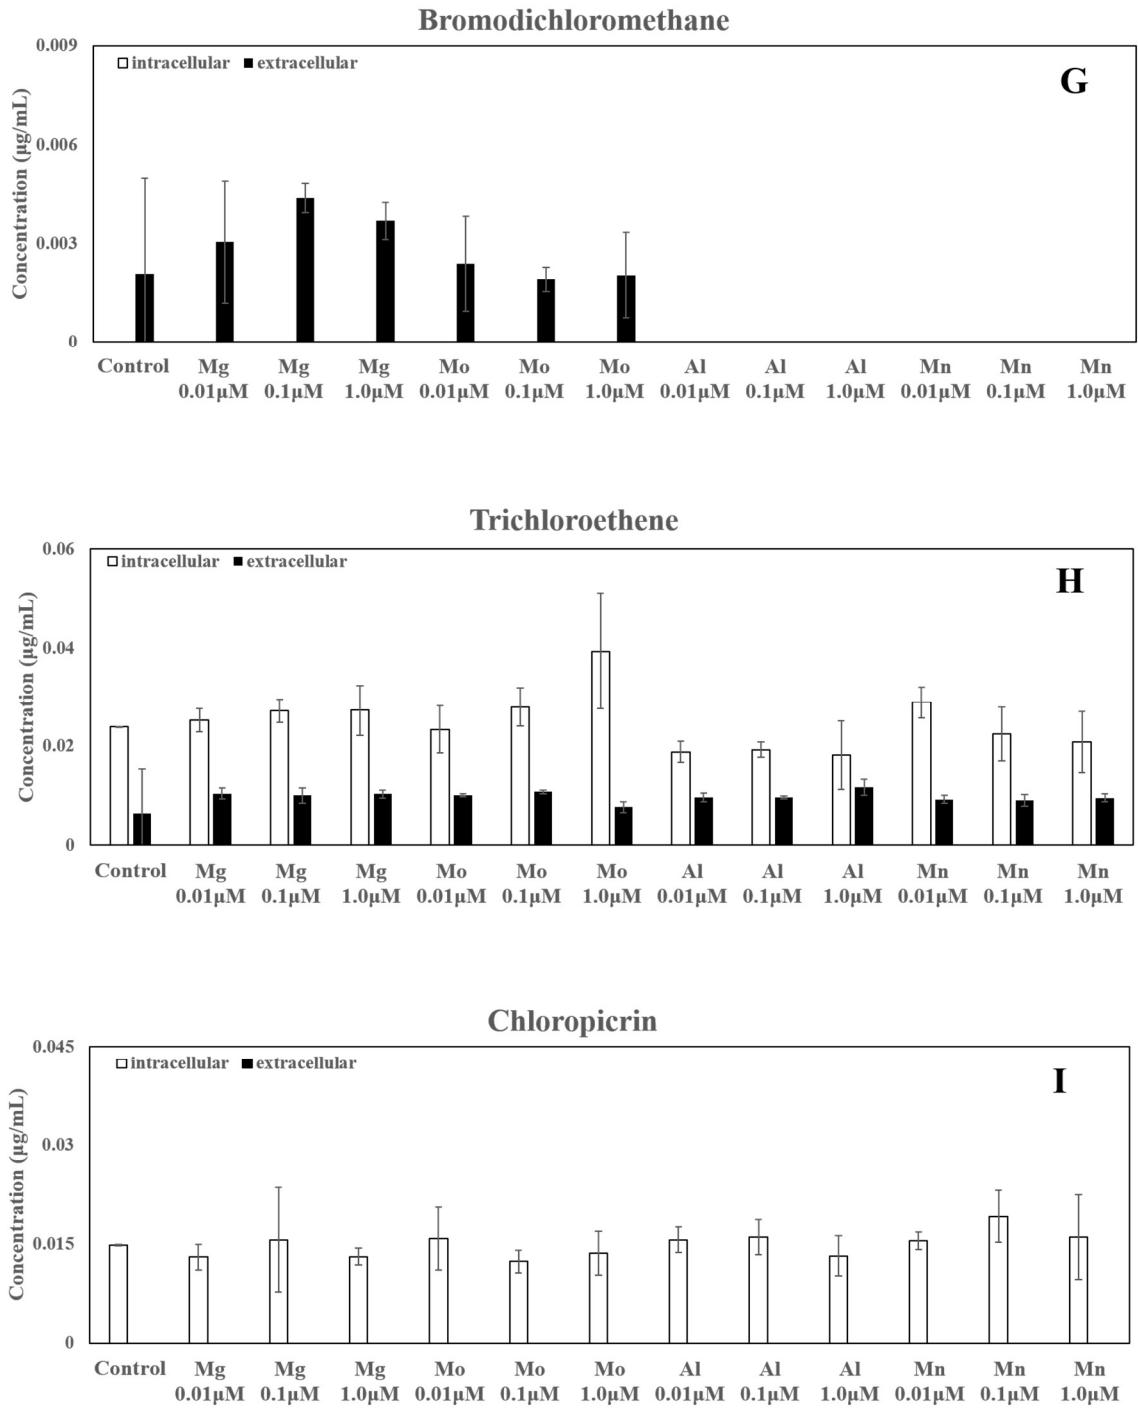 Bromodichloromethane
0.009
intracellular extracellular
G
0.006
0.003
0
Concentration (µg/mL)
Control Mg Mg Mg Mo Mo Mo Al Al Al Mn Mn Mn
0.01µM 0.1µM 1.0µM 0.01µM 0.1µM 1.0µM 0.01µM 0.1µM 1.0µM 0.01µM 0.1µM 1.0µM
Trichloroethene
0.06
intracellular extracellular
H
0.04
0.02
0
Concentration (µg/mL)
Control Mg Mg Mg Mo Mo Mo Al Al Al Mn Mn Mn
0.01µM 0.1µM 1.0µM 0.01µM 0.1µM 1.0µM 0.01µM 0.1µM 1.0µM 0.01µM 0.1µM 1.0µM
Chloropicrin
0.045
intracellular extracellular
I
0.03
0.015
0
Concentration (µg/mL)
Control Mg Mg Mg Mo Mo Mo Al Al Al Mn Mn Mn
0.01µM 0.1µM 1.0µM 0.01µM 0.1µM 1.0µM 0.01µM 0.1µM 1.0µM 0.01µM 0.1µM 1.0µM